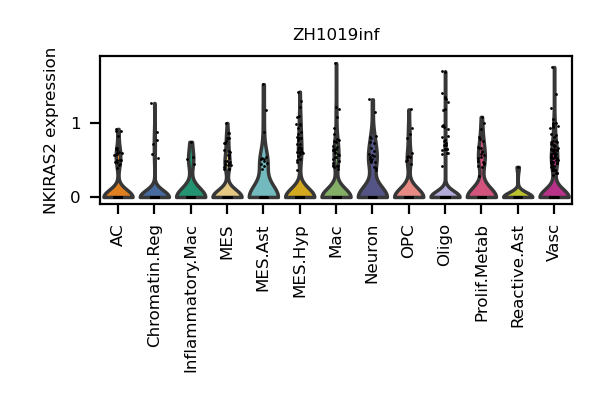 ZH1019inf
NKIRAS2 expression
1
0
AC
Chromatin.Reg
Inflammatory.Mac
MES
MES.Ast
MES.Hyp
Mac
Neuron
OPC
Oligo
Prolif.Metab
Reactive.Ast
Vasc